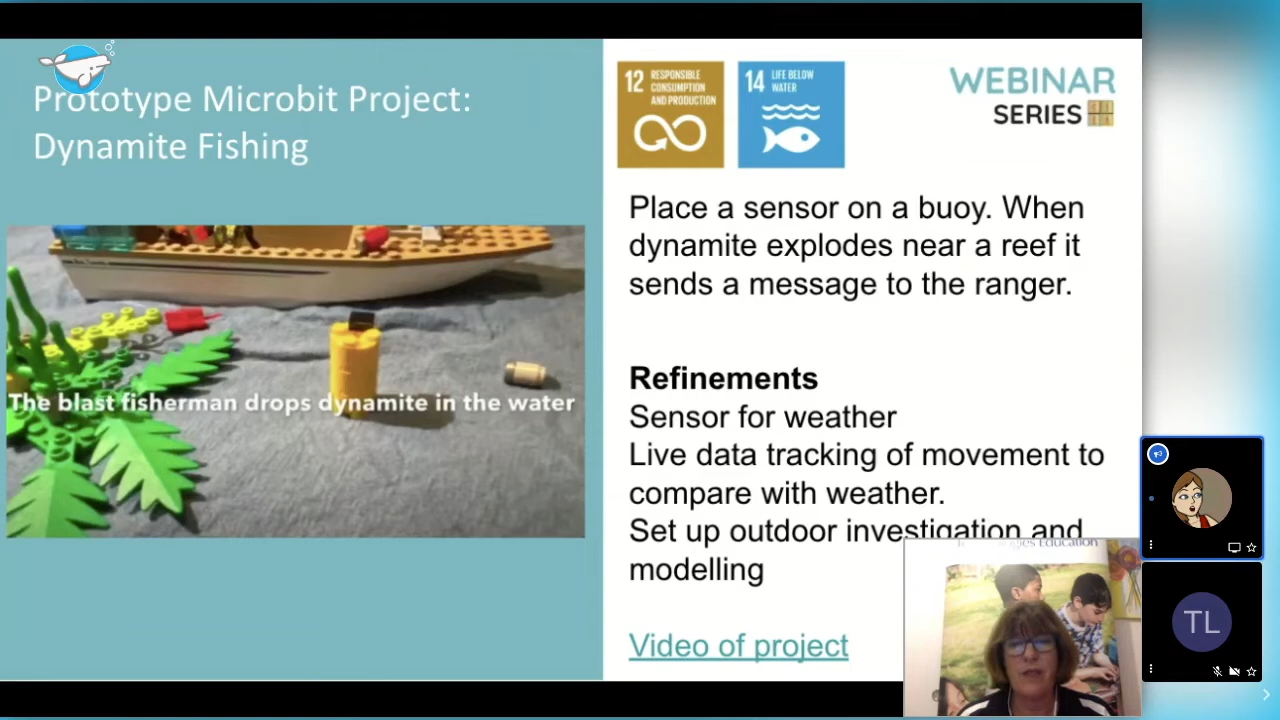 Prototype Microbit Project:
Dynamite Fishing
The blast fisherman drops dynamite in the water
12 RESPONSIBLE
CONSUMPTION
AND PRODUCTION
14 LIFE BELOW
WATER
WEBINAR
SERIES
Place a sensor on a buoy. When
dynamite explodes near a reef it
sends a message to the ranger.
Refinements
Sensor for weather
Live data tracking of movement to
compare with weather.
Set up outdoor investigation and
modelling
Video of project
Education
TL